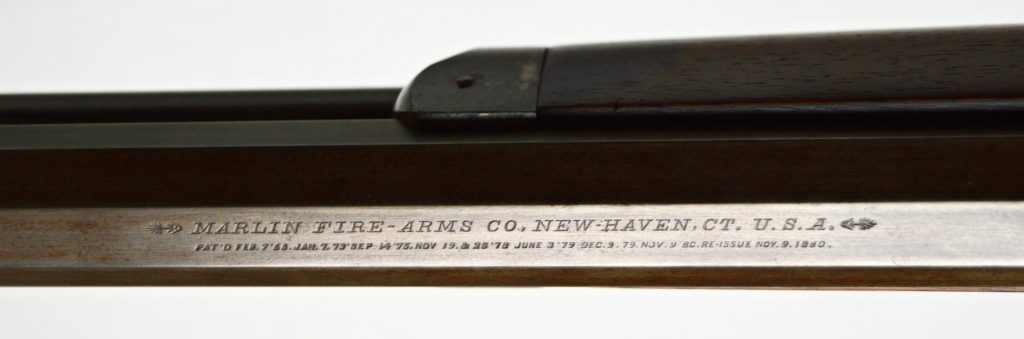 MARLIN FIRE-ARMS CO., NEW-HAVEN, CT. U.S.A.
PAT'D FEB. 7'65. JAN. 7, 73' SEP 14 '75. NOV 19. & 25 '78 JUNE 3 '79 DEC. 9. 79. NOV. 9 80. RE-ISSUE NOV. 9. 1880.